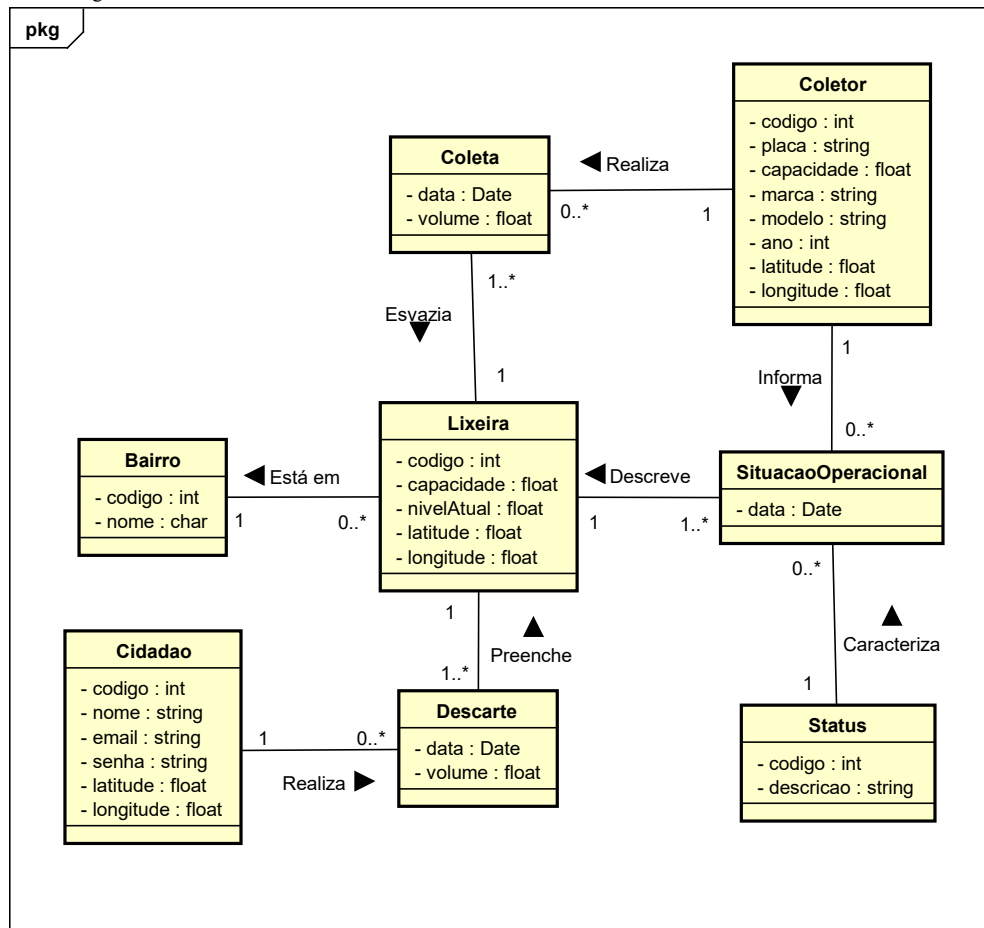 pkg
Coletor
- codigo : int
- placa : string
- capacidade : float
- marca : string
- modelo : string
- ano : int
- latitude : float
- longitude : float
Coleta
- data : Date
- volume : float
Realiza
0..*
1
1..*
Esvazia
1
1
Informa
0..*
Lixeira
- codigo : int
- capacidade : float
- nivelAtual : float
- latitude : float
- longitude : float
Bairro
- codigo : int
- nome : char
Está em
1
0..*
Descreve
1
1..*
SituacaoOperacional
- data : Date
0..*
Caracteriza
1
1
Preenche
1..*
Cidadao
- codigo : int
- nome : string
- email : string
- senha : string
- latitude : float
- longitude : float
1
0..*
Realiza
Descarte
- data : Date
- volume : float
Status
- codigo : int
- descricao : string